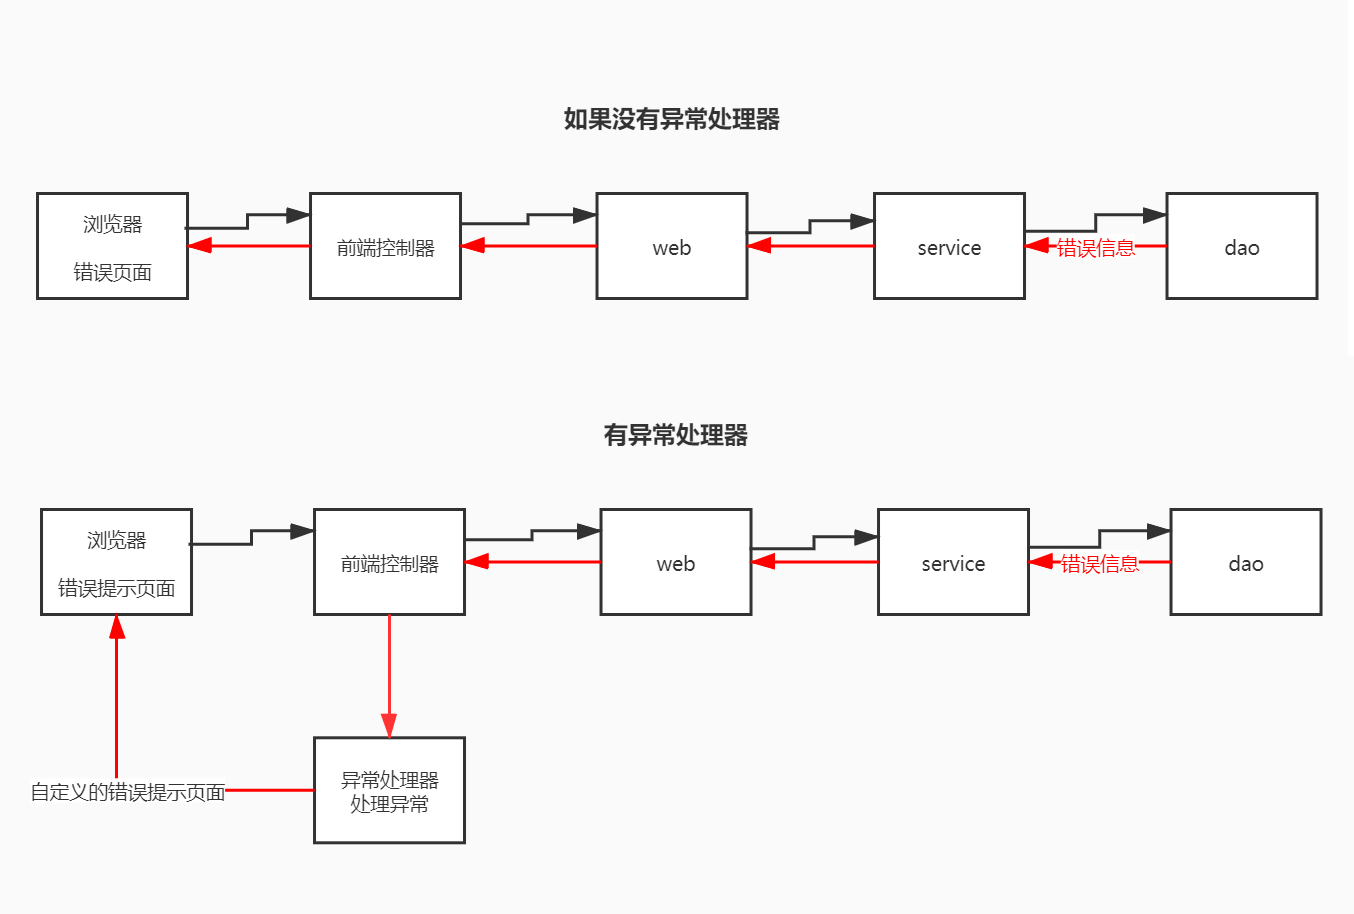 如果没有异常处理器
浏览器
错误页面
前端控制器
web
service
错误信息
dao
有异常处理器
浏览器
错误提示页面
前端控制器
web
service
错误信息
dao
自定义的错误提示页面
异常处理器
处理异常